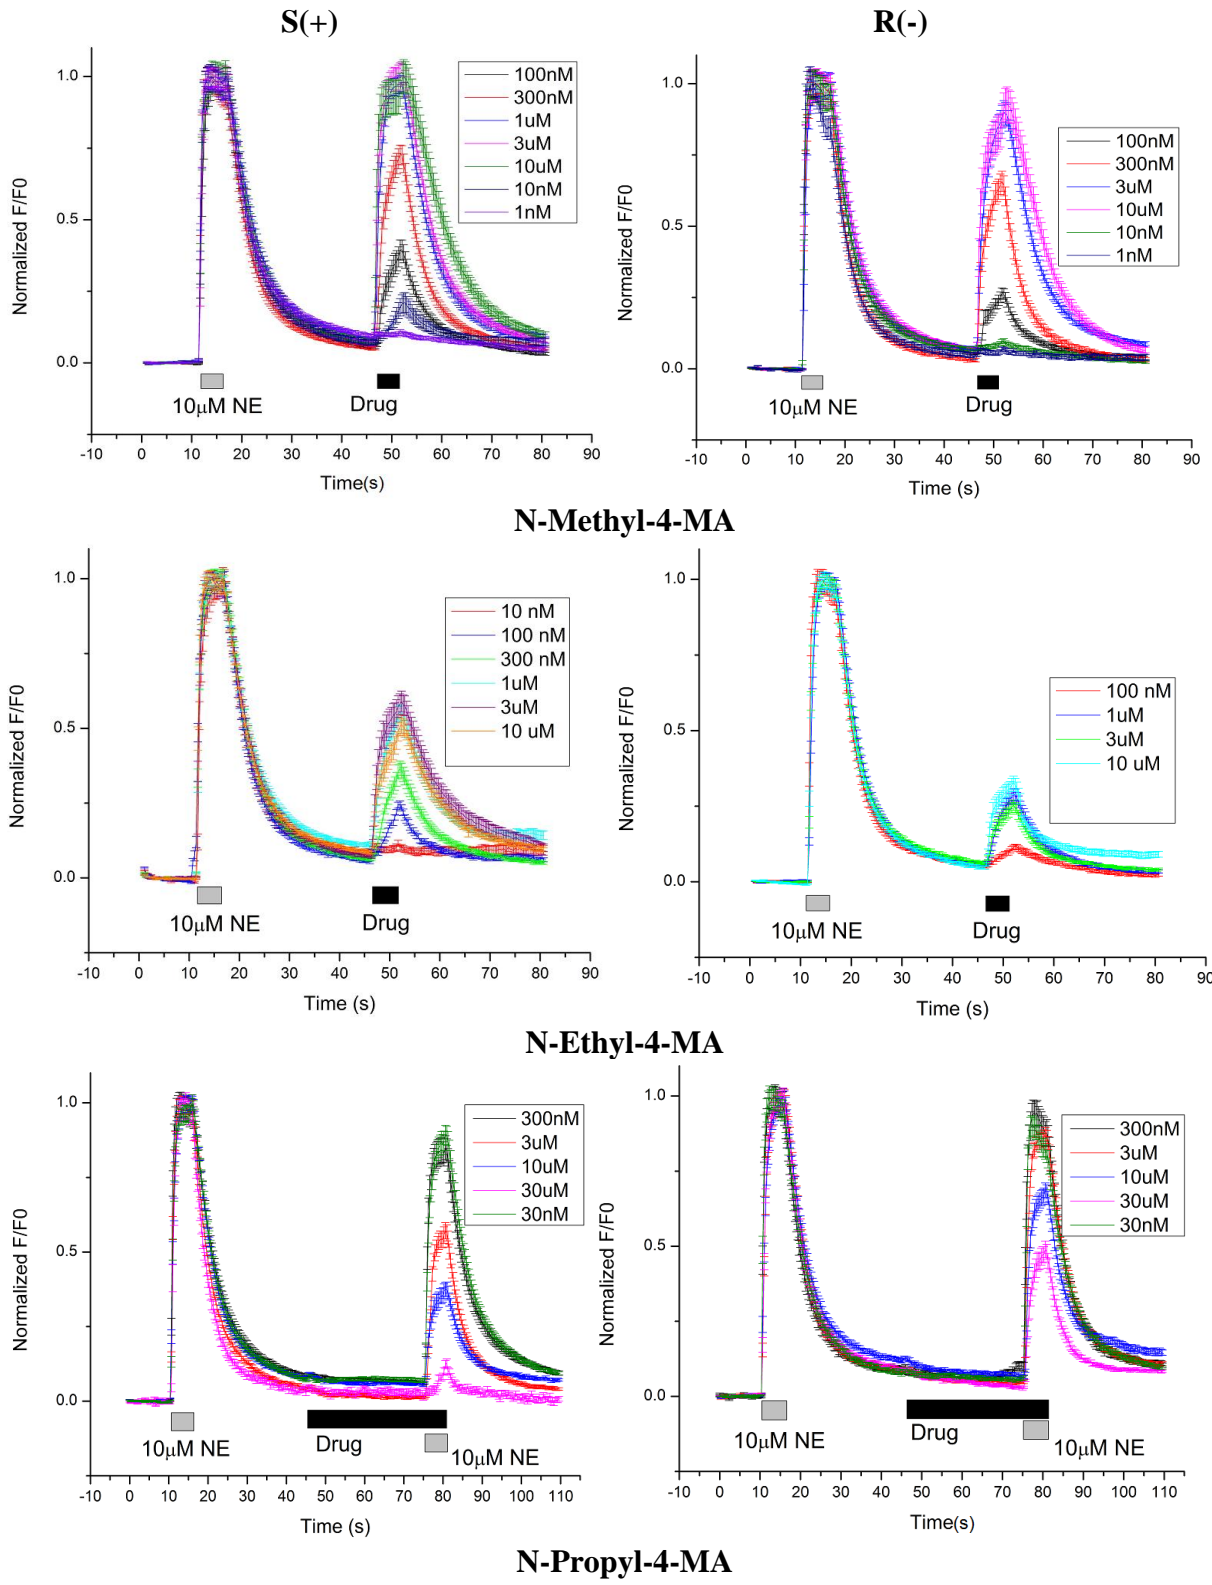 S(+)
R(-)
Normalized F/F0
1.0
0.5
0.0
100nM
300nM
1uM
3uM
10uM
10nM
1nM
10µM NE
Drug
-10 0 10 20 30 40 50 60 70 80 90
Time(s)
Normalized F/F0
1.0
0.5
0.0
100nM
300nM
3uM
10uM
10nM
1nM
10µM NE
Drug
-10 0 10 20 30 40 50 60 70 80 90
Time (s)
N-Methyl-4-MA
Normalized F/F0
1.0
0.5
0.0
10 nM
100 nM
300 nM
1uM
3uM
10 uM
10µM NE
Drug
-10 0 10 20 30 40 50 60 70 80 90
Time (s)
Normalized F/F0
1.0
0.5
0.0
100 nM
1uM
3uM
10 uM
10µM NE
Drug
-10 0 10 20 30 40 50 60 70 80 90
Time (s)
N-Ethyl-4-MA
Normalized F/F0
1.0
0.5
0.0
300nM
3uM
10uM
30uM
30nM
10µM NE
Drug
10µM NE
-10 0 10 20 30 40 50 60 70 80 90 100 110
Time (s)
Normalized F/F0
1.0
0.5
0.0
300nM
3uM
10uM
30uM
30nM
10µM NE
Drug
10µM NE
-10 0 10 20 30 40 50 60 70 80 90 100 110
Time(s)
N-Propyl-4-MA